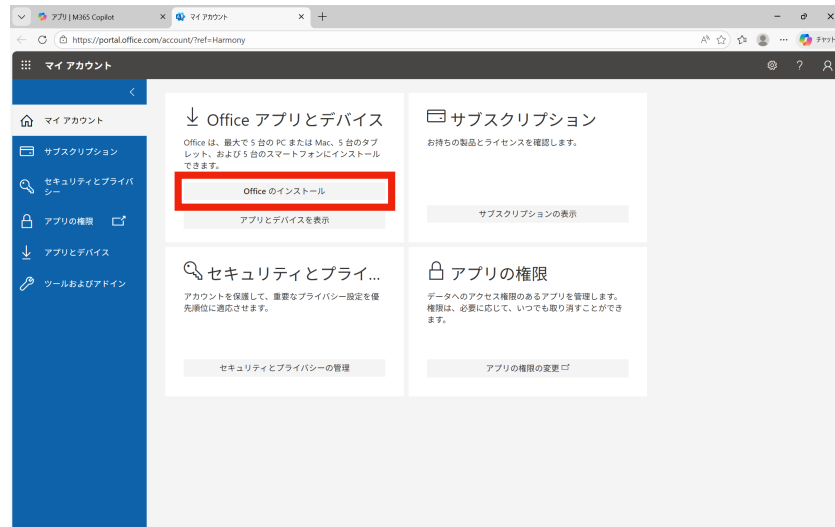 アプリ | M365 Copilot
マイ アカウント
https://portal.office.com/account/?ref=Harmony
チャット
マイ アカウント
マイ アカウント
サブスクリプション
セキュリティとプライバ
シー
アプリの権限
アプリとデバイス
ツールおよびアドイン
Office アプリとデバイス
Office は、最大で 5 台の PC または Mac、5 台のタブ
レット、および 5 台のスマートフォンにインストール
できます。
Office のインストール
アプリとデバイスを表示
サブスクリプション
お持ちの製品とライセンスを確認します。
サブスクリプションの表示
セキュリティとプライ...
アカウントを保護して、重要なプライバシー設定を優
先順位に適応させます。
セキュリティとプライバシーの管理
アプリの権限
データへのアクセス権限のあるアプリを管理します。
権限は、必要に応じて、いつでも取り消すことができ
ます。
アプリの権限の変更